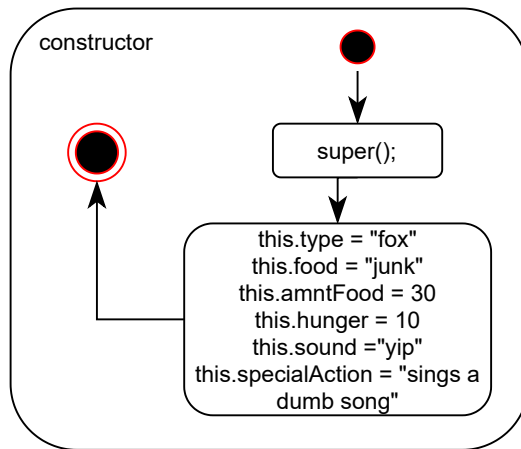 constructor
super();
this.type = "fox"
this.food = "junk"
this.amntFood = 30
this.hunger = 10
this.sound ="yip"
this.specialAction = "sings a
dumb song"